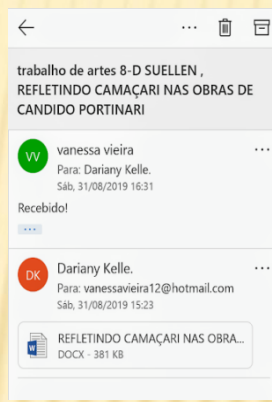 trabalho de artes 8-D SUELLEN ,
REFLETINDO CAMAÇARI NAS OBRAS DE
CANDIDO PORTINARI
VV
vanessa vieira
Para: Dariany Kelle.
Sáb, 31/08/2019 16:31
Recebido!
DK
Dariany Kelle.
Para: vanessavieira12@hotmail.com
Sáb, 31/08/2019 15:23
REFLETINDO CAMAÇARI NAS OBRA...
DOCX - 381 KB